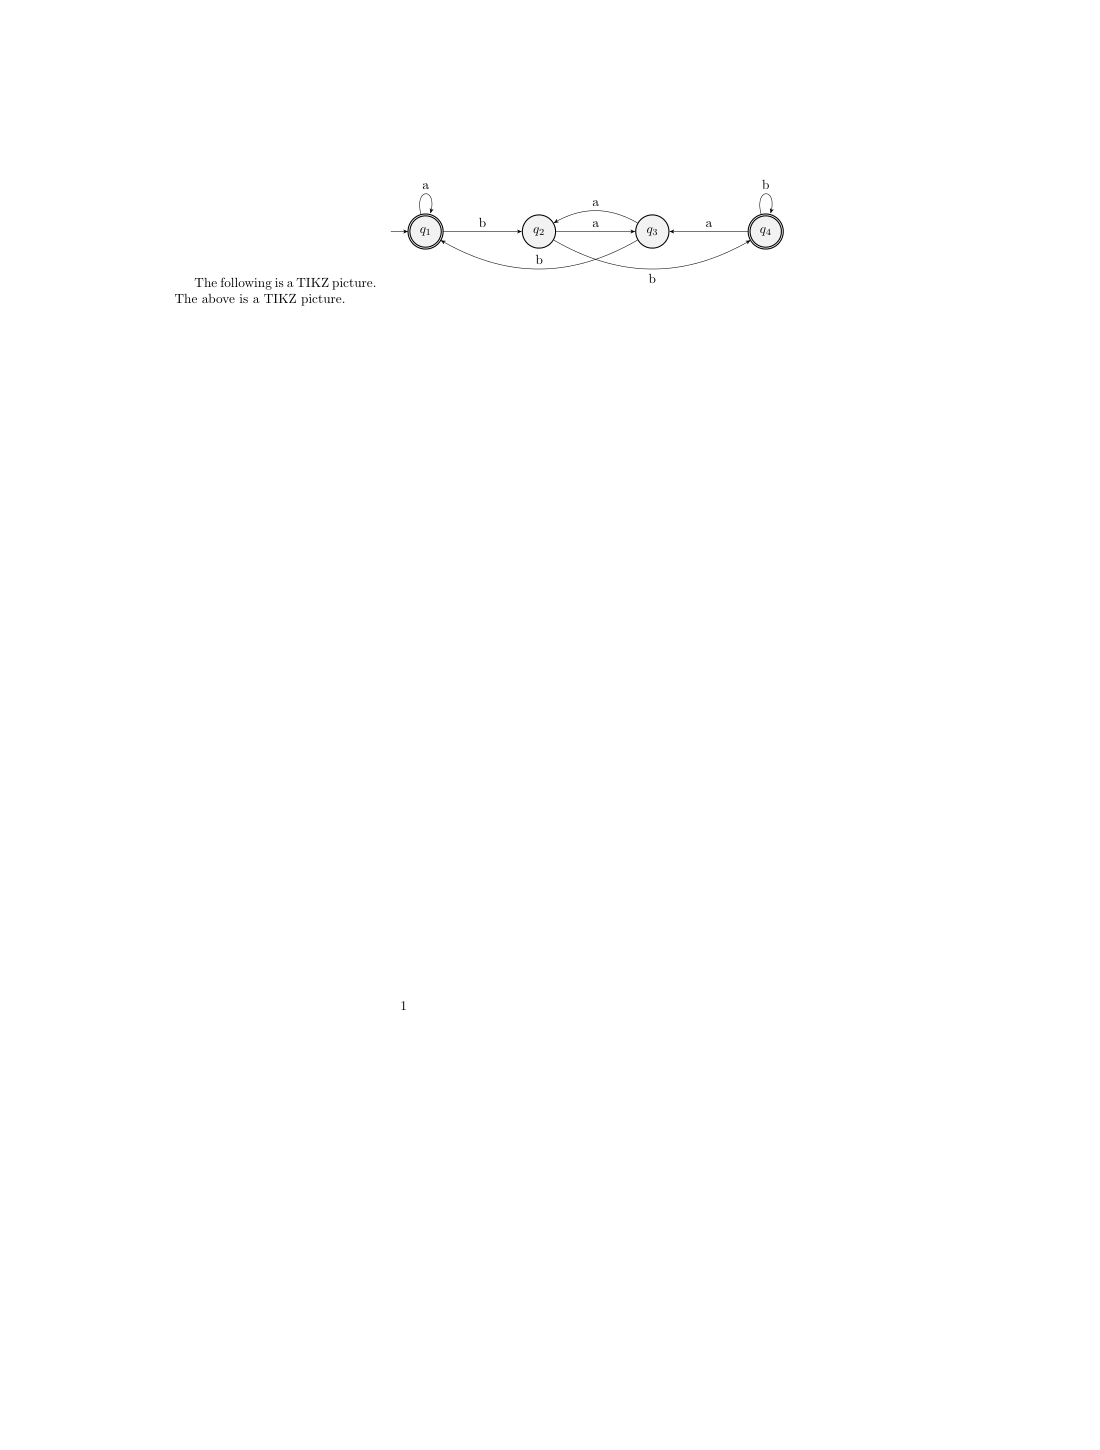 a
b
a
b
a
a
q1
q2
q3
q4
b
b
The following is a TIKZ picture.
The above is a TIKZ picture.
1